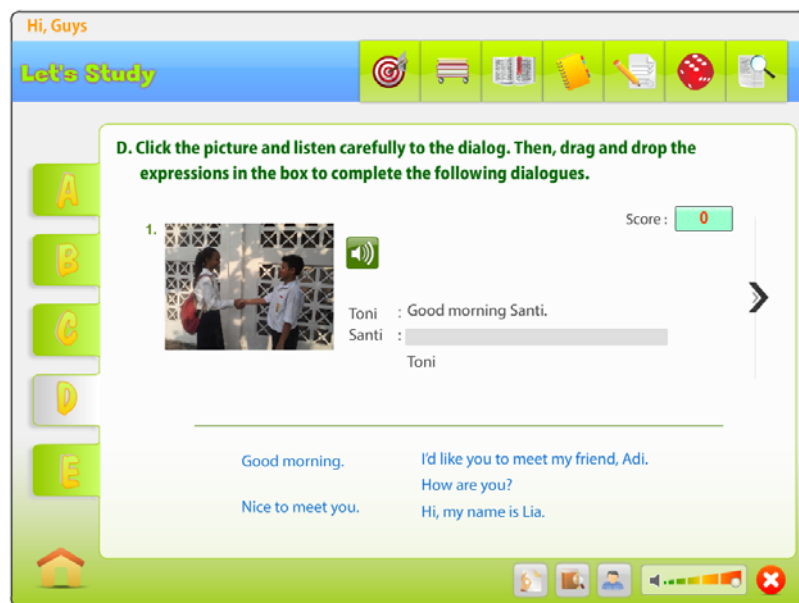 Hi, Guys
Let's Study
D. Click the picture and listen carefully to the dialog. Then, drag and drop the
expressions in the box to complete the following dialogues.
Score : 0
1.
Toni : Good morning Santi.
Santi :
Toni
A
B
C
D
E
Good morning.
I'd like you to meet my friend, Adi.
How are you?
Nice to meet you.
Hi, my name is Lia.